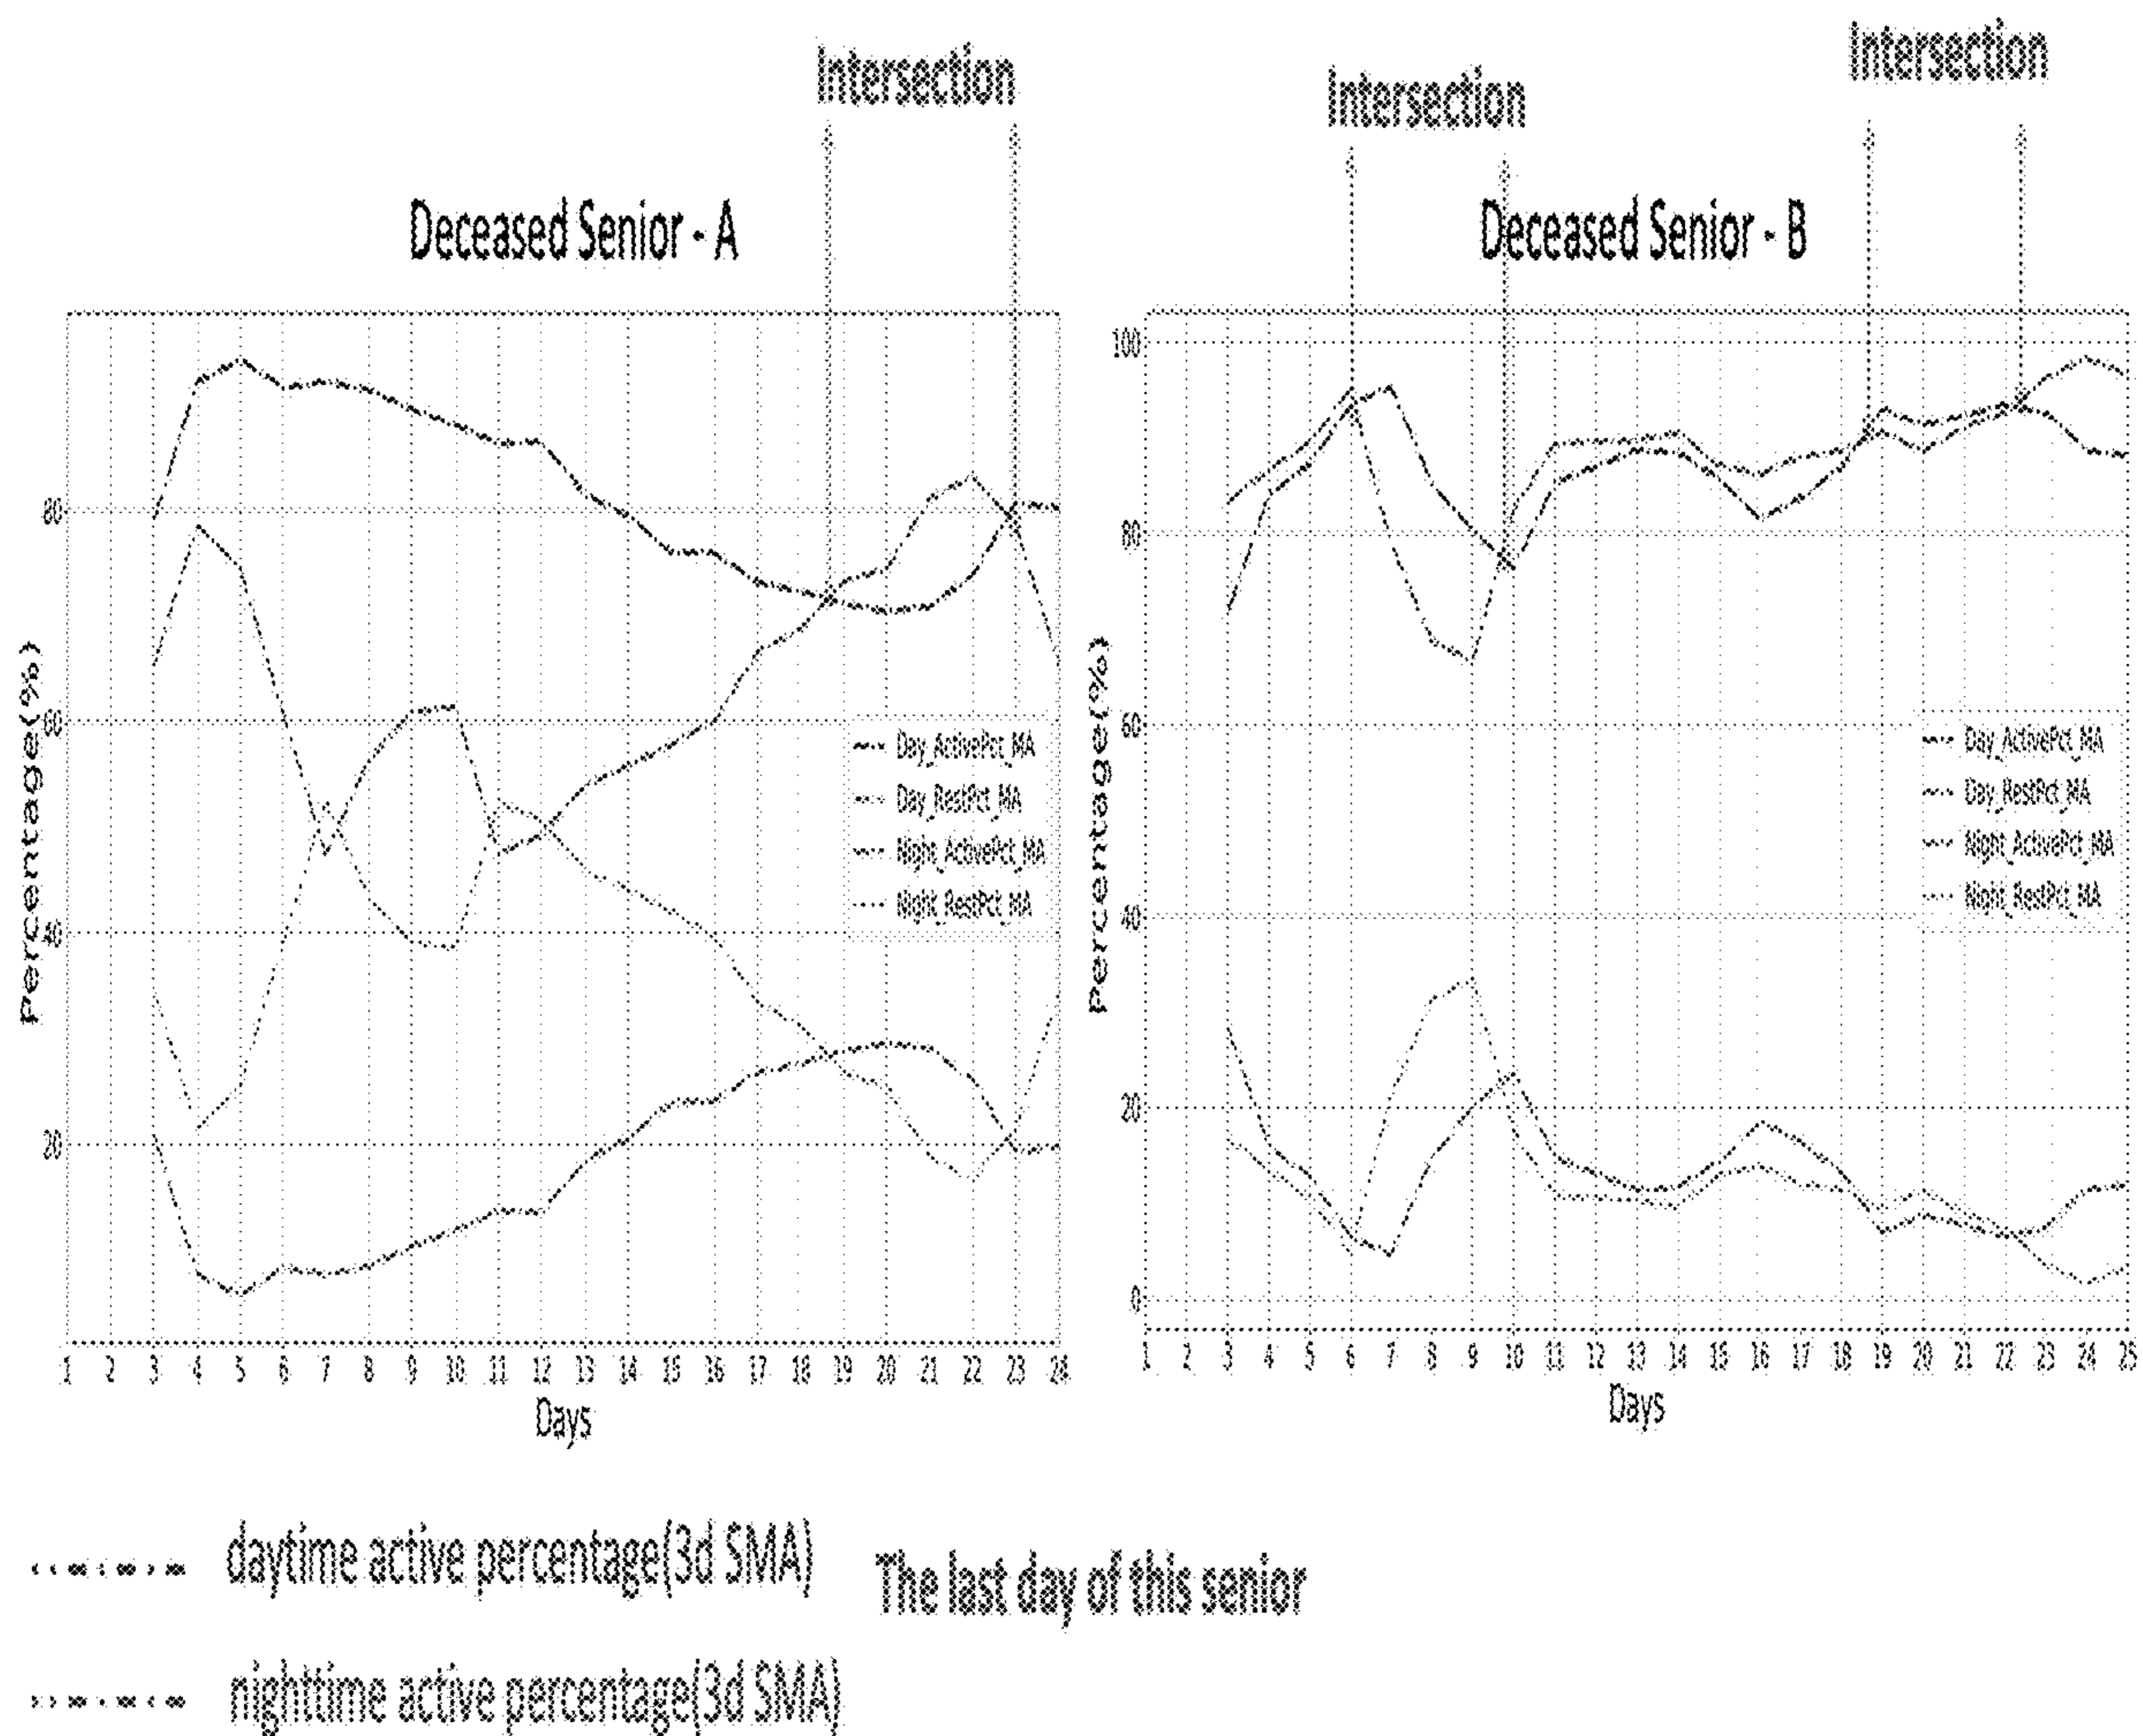 Intersection
Intersection
Intersection
Deceased Senior - A
Deceased Senior - B
Percentage(%)
80
60
40
20
Day_ActivePct_MA
Day_RestPct_MA
Night_ActivePct_MA
Night_RestPct_MA
1 2 3 4 5 6 7 8 9 10 11 12 13 14 15 16 17 18 19 20 21 22 23 24
Days
Percentage(%)
100
80
60
40
20
0
Day_ActivePct_MA
Day_RestPct_MA
Night_ActivePct_MA
Night_RestPct_MA
1 2 3 4 5 6 7 8 9 10 11 12 13 14 15 16 17 18 19 20 21 22 23 24 25
Days
daytime active percentage(3d SMA)
The last day of this senior
nighttime active percentage(3d SMA)